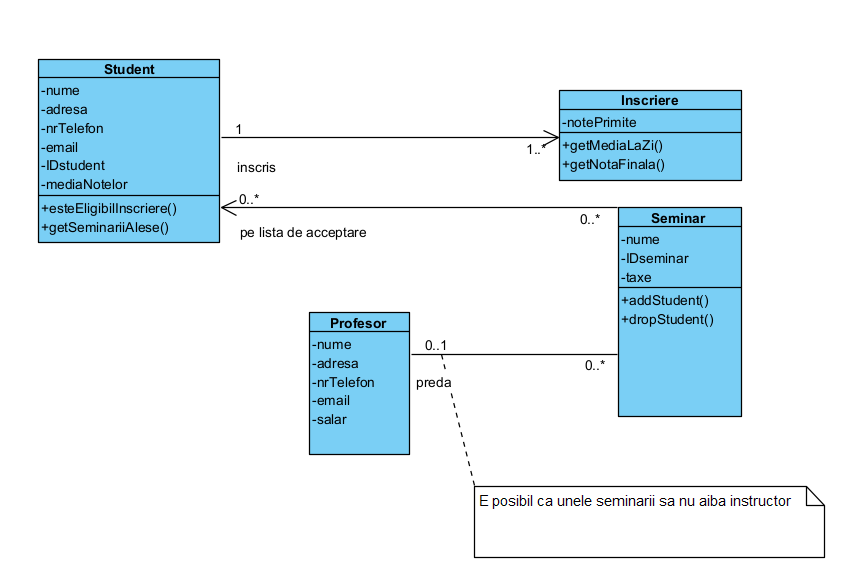 Student
-nume
-adresa
-nrTelefon
-email
-IDstudent
-mediaNotelor
+esteEligibilInscriere()
+getSeminariiAlese()
1
1..*
inscris
Inscriere
-notePrimite
+getMediaLaZi()
+getNotaFinala()
0..*
0..*
pe lista de acceptare
Seminar
-nume
-IDseminar
-taxe
+addStudent()
+dropStudent()
Profesor
-nume
-adresa
-nrTelefon
-email
-salar
0..1
0..*
preda
E posibil ca unele seminarii sa nu aiba instructor